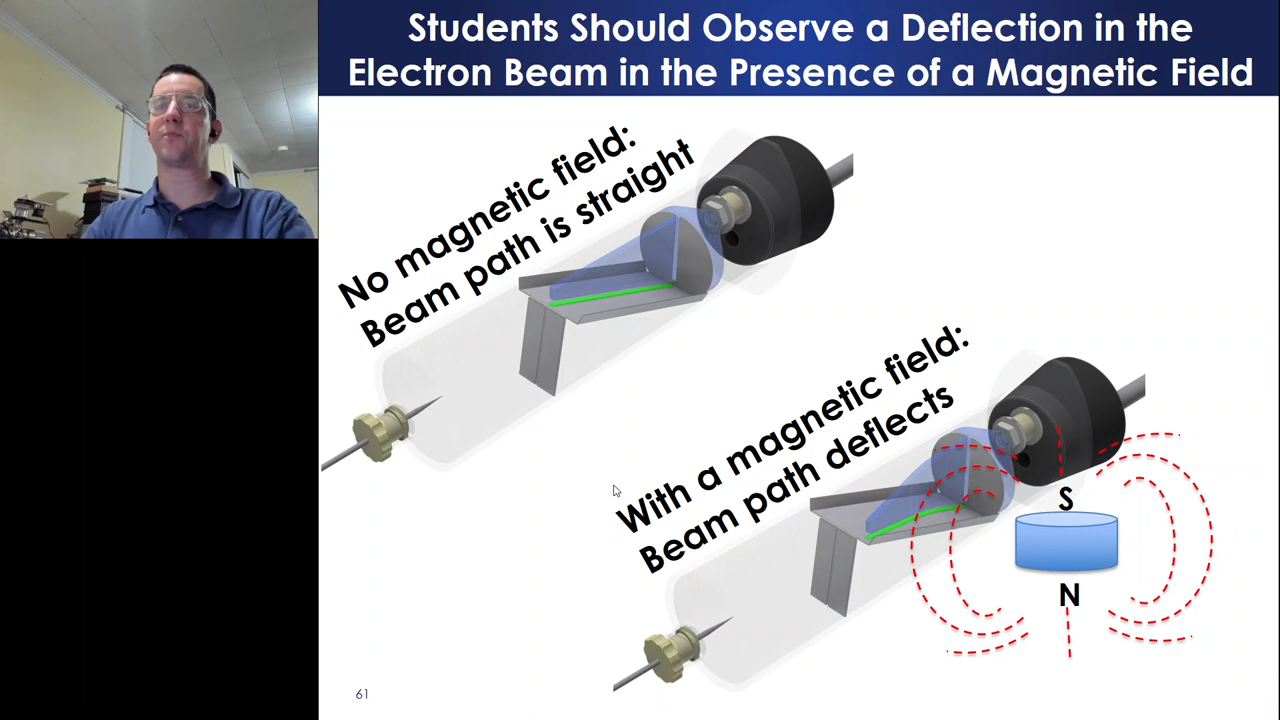 Students Should Observe a Deflection in the
Electron Beam in the Presence of a Magnetic Field
No magnetic field:
Beam path is straight
With a magnetic field:
Beam path deflects
S
N
61